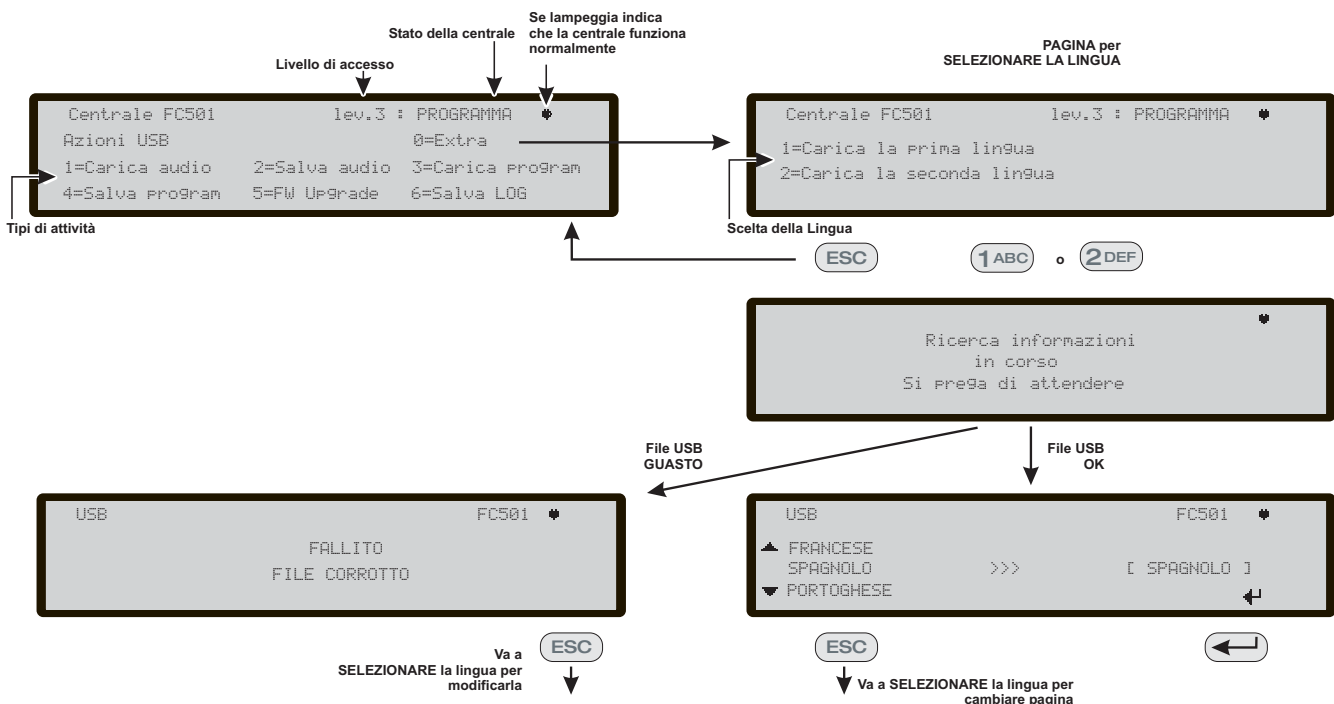 Se lampeggia indica
che la centrale funziona
normalmente
Stato della centrale
Livello di accesso
PAGINA per
SELEZIONARE LA LINGUA
Centrale FC501 lev.3 : PROGRAMMA
Azioni USB 0=Extra
1=Carica audio 2=Salva audio 3=Carica program
4=Salva program 5=FW Upgrade 6=Salva LOG
Tipi di attività
Centrale FC501 lev.3 : PROGRAMMA
1=Carica la prima lingua
2=Carica la seconda lingua
Scelta della Lingua
ESC 1 ABC o 2 DEF
Ricerca informazioni
in corso
Si prega di attendere
File USB
GUASTO
File USB
OK
USB FC501
FALLITO
FILE CORROTTO
USB FC501
FRANCESE
SPAGNOLO >>> [ SPAGNOLO ]
PORTOGHESE
ESC
Va a
SELEZIONARE la lingua per
modificarla
ESC
Va a SELEZIONARE la lingua per
cambiare pagina